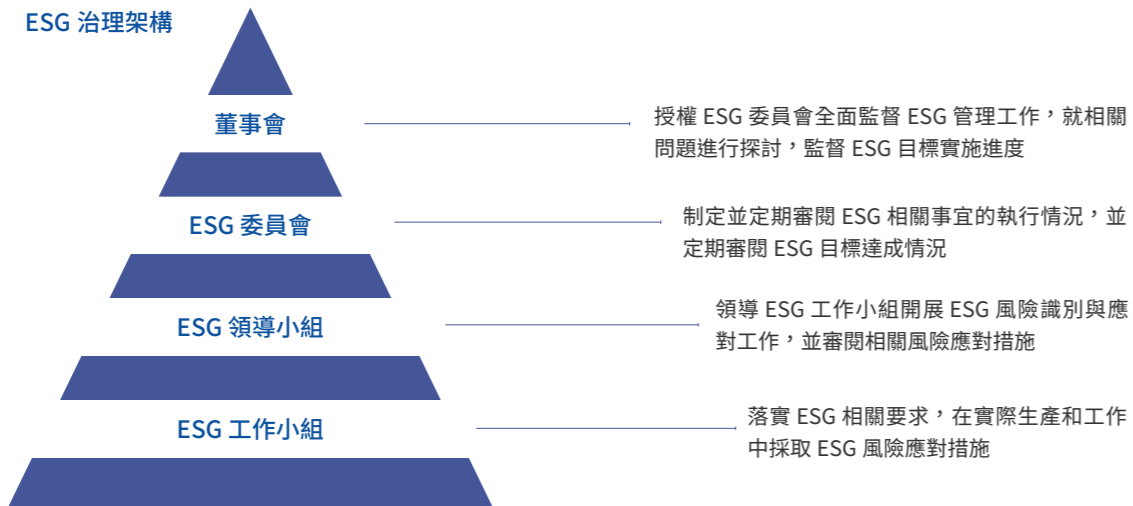 ESG 治理架構
董事會
授權 ESG 委員會全面監督 ESG 管理工作，就相關
問題進行探討，監督 ESG 目標實施進度
ESG 委員會
制定並定期審閱 ESG 相關事宜的執行情況，並
定期審閱 ESG 目標達成情況
ESG 領導小組
領導 ESG 工作小組開展 ESG 風險識別與應
對工作，並審閱相關風險應對措施
ESG 工作小組
落實 ESG 相關要求，在實際生產和工作
中採取 ESG 風險應對措施